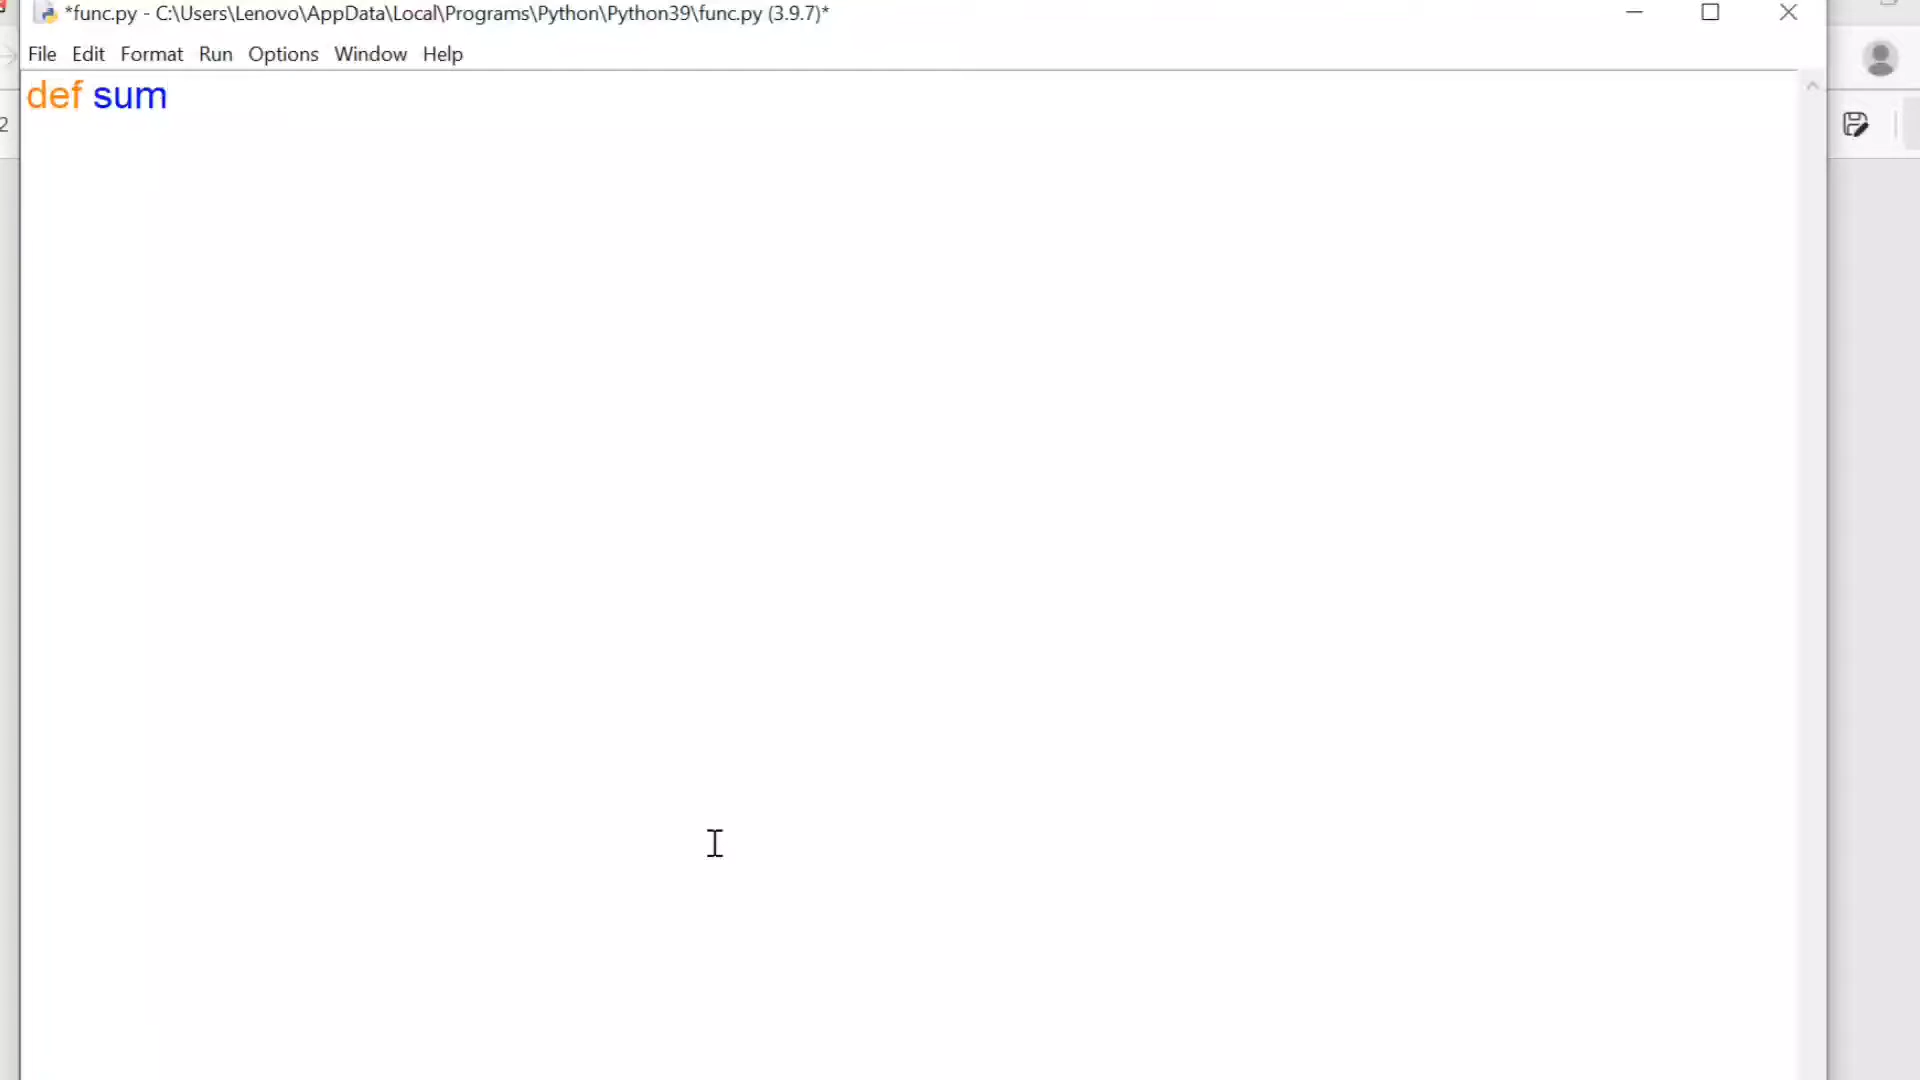 *func.py - C:\Users\Lenovo\AppData\Local\Programs\Python\Python39\func.py (3.9.7)*
File Edit Format Run Options Window Help
def sum
2